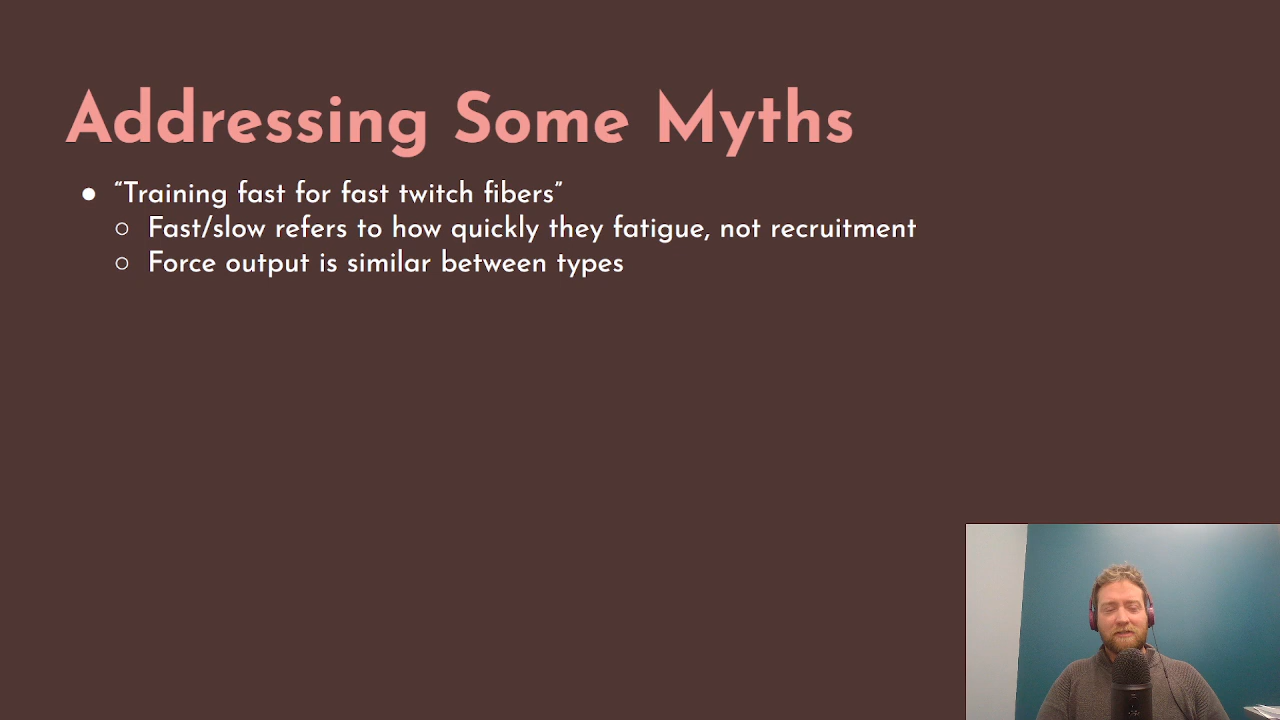 Addressing Some Myths
● “Training fast for fast twitch fibers”
○ Fast/slow refers to how quickly they fatigue, not recruitment
○ Force output is similar between types